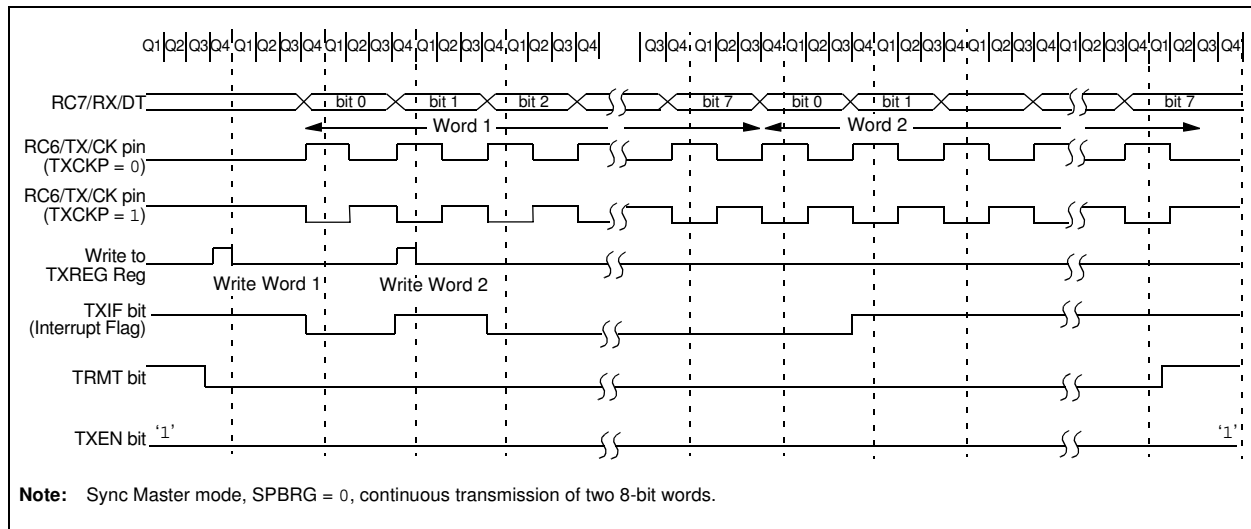 Q1 Q2 Q3 Q4 Q1 Q2 Q3 Q4 Q1 Q2 Q3 Q4 Q1 Q2 Q3 Q4 Q1 Q2 Q3 Q4 Q3 Q4 Q1 Q2 Q3 Q4 Q1 Q2 Q3 Q4 Q1 Q2 Q3 Q4 Q1 Q2 Q3 Q4 Q1 Q2 Q3 Q4 Q1 Q2 Q3 Q4
RC7/RX/DT bit 0 bit 1 bit 2 bit 7 bit 0 bit 1 bit 7
Word 1 Word 2
RC6/TX/CK pin
(TXCKP = 0)
RC6/TX/CK pin
(TXCKP = 1)
Write to
TXREG Reg
Write Word 1 Write Word 2
TXIF bit
(Interrupt Flag)
TRMT bit
TXEN bit '1' '1'
Note: Sync Master mode, SPBRG = 0, continuous transmission of two 8-bit words.